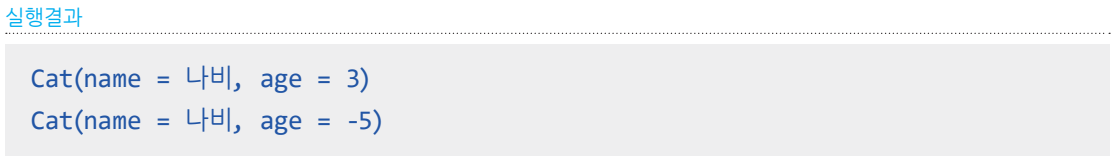 실행결과
Cat(name = 나비, age = 3)
Cat(name = 나비, age = -5)